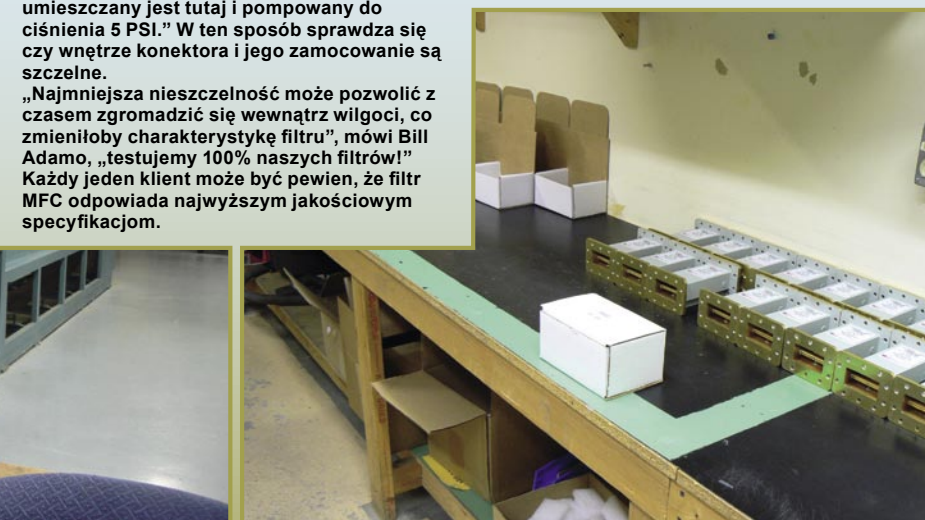 umieszczany jest tutaj i pompowany do
ciśnienia 5 PSI.” W ten sposób sprawdza się
czy wnętrze konektora i jego zamocowanie są
szczelne.
„Najmniejsza nieszczelność może pozwolić z
czasem zgromadzić się wewnątrz wilgoci, co
zmieniłoby charakterystykę filtru”, mówi Bill
Adamo, „testujemy 100% naszych filtrów!”
Każdy jeden klient może być pewien, że filtr
MFC odpowiada najwyższym jakościowym
specyfikacjom.